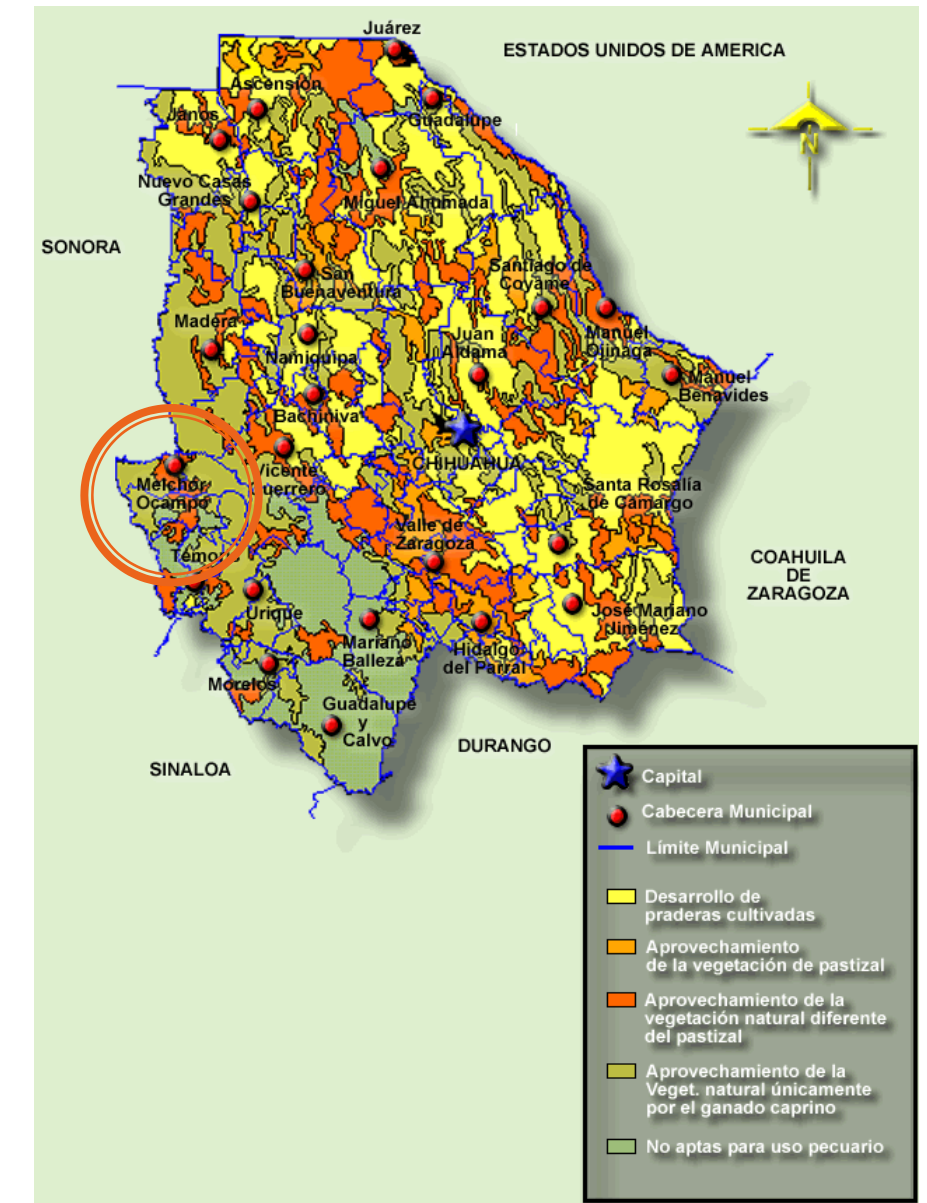 Juárez
ESTADOS UNIDOS DE AMERICA
Ascensión
Janos
Guadalupe
Nuevo Casas
Grandes
Miguel Ahumada
SONORA
Santiago de
Coyame
San
Buenaventura
Madera
Juan
Aldama
Manuel
Ojinaga
Namiquipa
Manuel
Benavides
Bachiniva
CHIHUAHUA
Vicente
Guerrero
Melchor
Ocampo
Santa Rosalía
de Camargo
Valle de
Zaragoza
Temo
COAHUILA
DE
ZARAGOZA
Urique
José Mariano
Jiménez
Mariano
Balleza
Hidalgo
del Parral
Morelos
Guadalupe
y
Calvo
DURANGO
SINALOA
N
Capital
Cabecera Municipal
Límite Municipal
Desarrollo de
praderas cultivadas
Aprovechamiento
de la vegetación de pastizal
Aprovechamiento de la
vegetación natural diferente
del pastizal
Aprovechamiento de la
Veget. natural únicamente
por el ganado caprino
No aptas para uso pecuario